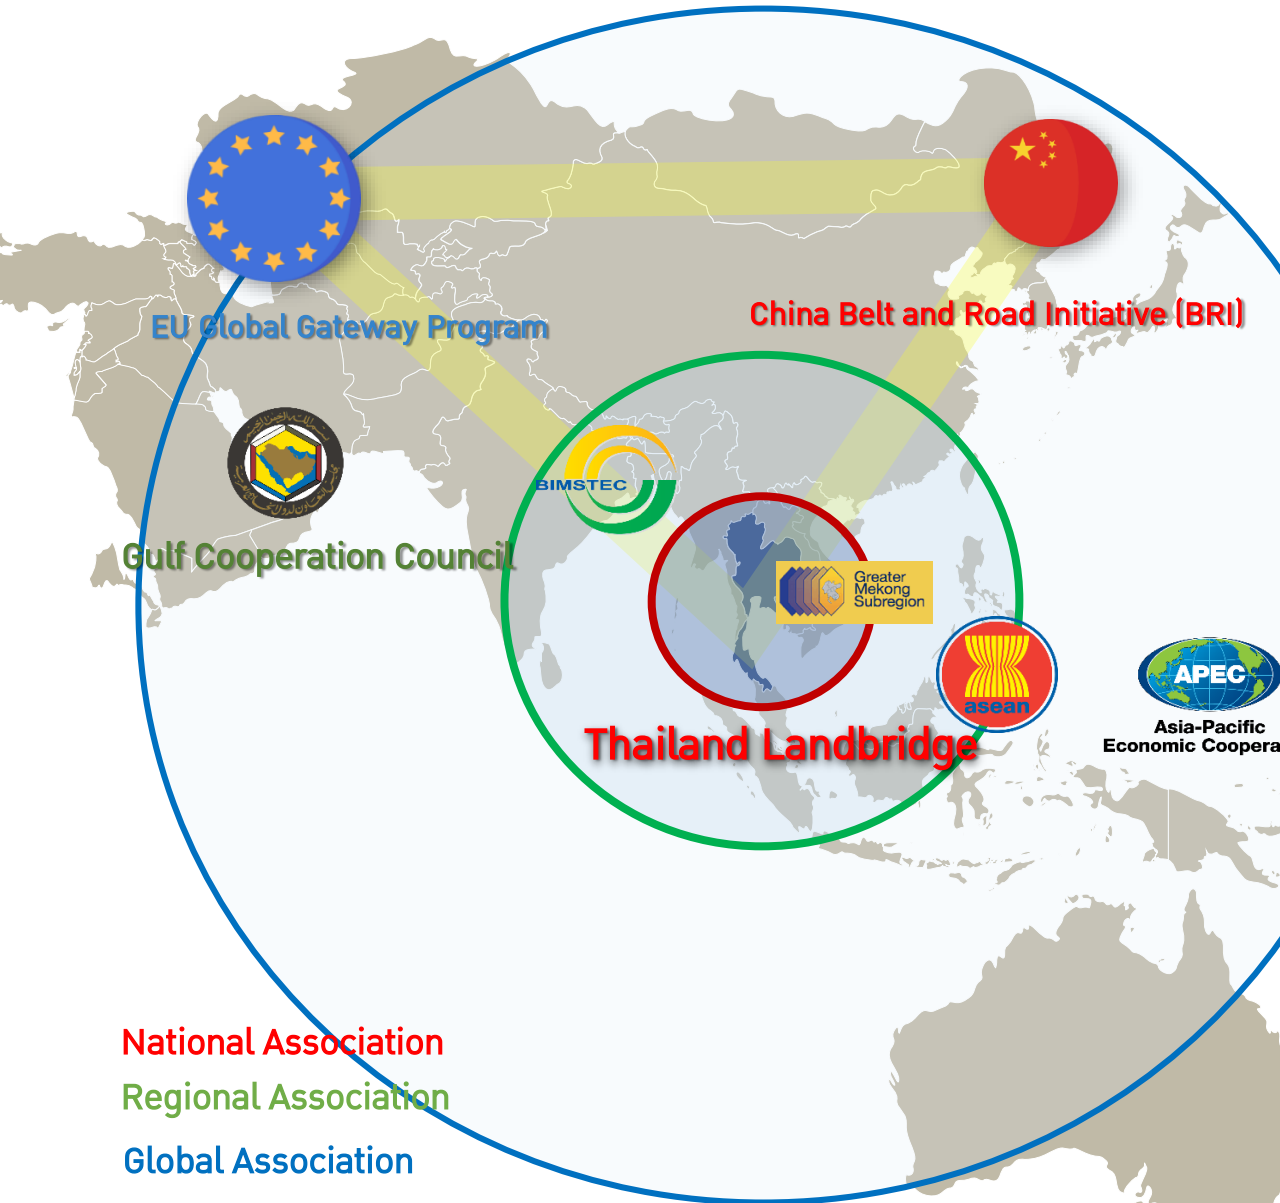 EU Global Gateway Program
China Belt and Road Initiative (BRI)
BIMSTEC
Gulf Cooperation Council
Greater
Mekong
Subregion
asean
APEC
Asia-Pacific
Economic Coopera
Thailand Landbridge
National Association
Regional Association
Global Association